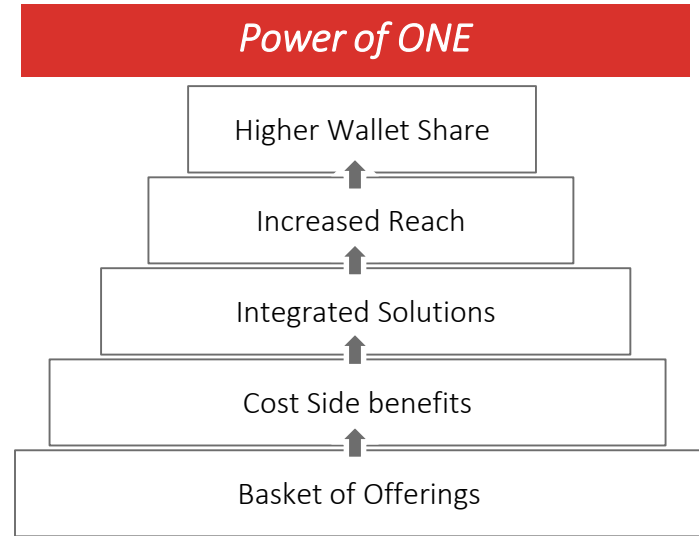 Power of ONE
Higher Wallet Share
Increased Reach
Integrated Solutions
Cost Side benefits
Basket of Offerings